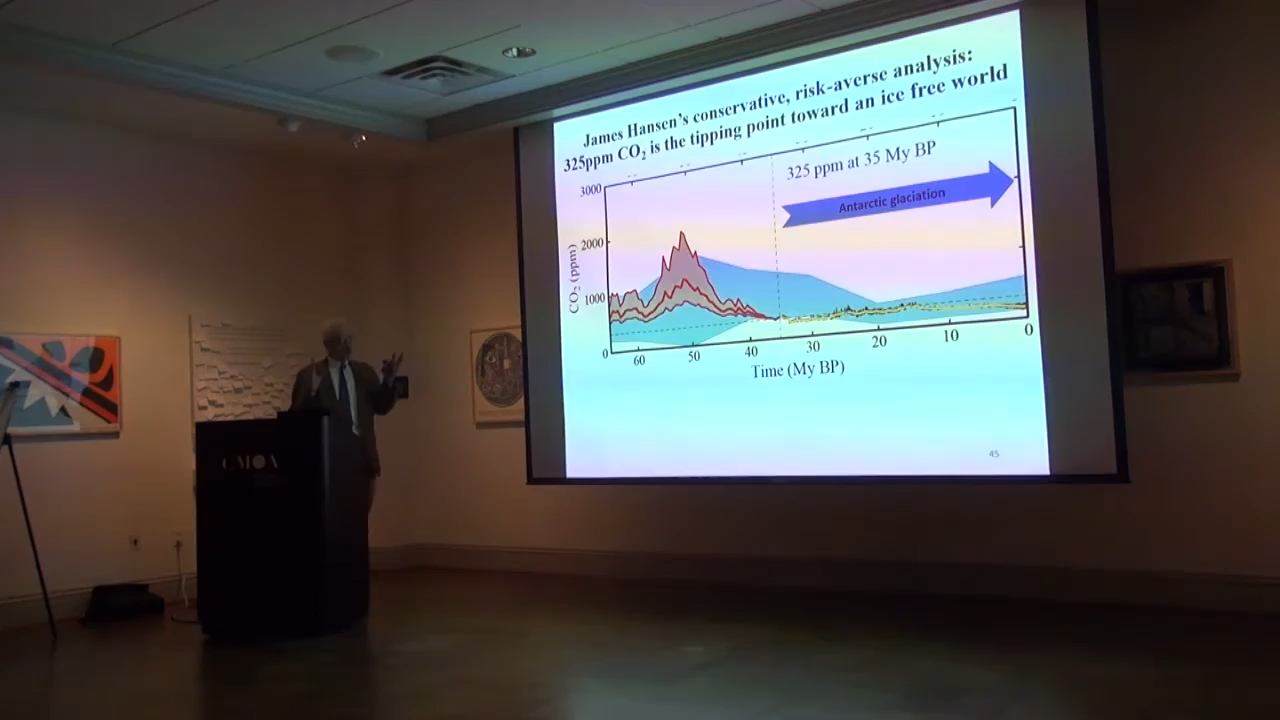 James Hansen's conservative, risk-averse analysis:
325ppm CO₂ is the tipping point toward an ice free world
325 ppm at 35 My BP
Antarctic glaciation
3000
2000
1000
0
CO₂ (ppm)
60
50
40
30
20
10
0
Time (My BP)
45
CMOA